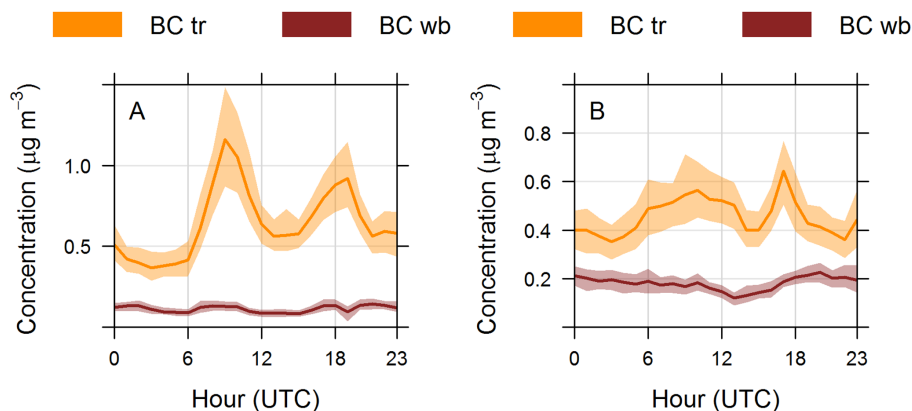 BC tr BC wb BC tr BC wb
A
B
Concentration (μg m⁻³)
1.0
0.5
Concentration (μg m⁻³)
0.8
0.6
0.4
0.2
0 6 12 18 23
0 6 12 18 23
Hour (UTC)
Hour (UTC)